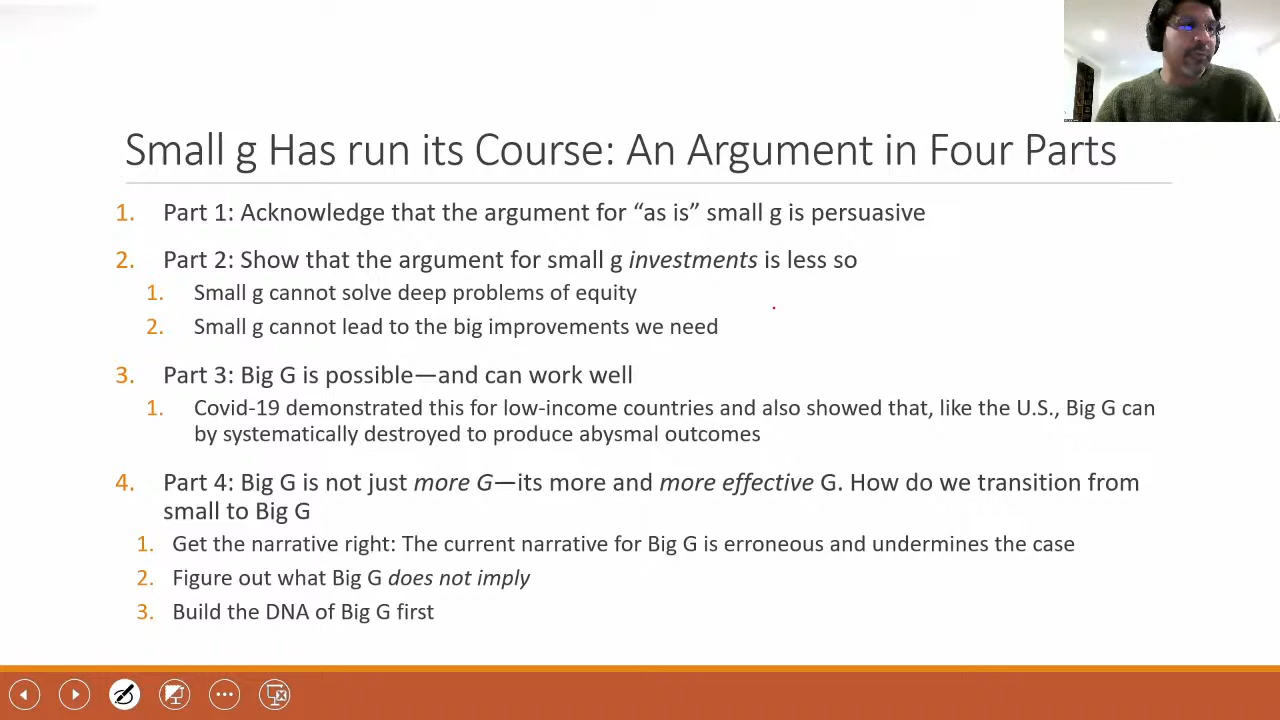 Small g Has run its Course: An Argument in Four Parts
1. Part 1: Acknowledge that the argument for “as is” small g is persuasive
2. Part 2: Show that the argument for small g investments is less so
1. Small g cannot solve deep problems of equity
2. Small g cannot lead to the big improvements we need
3. Part 3: Big G is possible—and can work well
1. Covid-19 demonstrated this for low-income countries and also showed that, like the U.S., Big G can
by systematically destroyed to produce abysmal outcomes
4. Part 4: Big G is not just more G—its more and more effective G. How do we transition from
small to Big G
1. Get the narrative right: The current narrative for Big G is erroneous and undermines the case
2. Figure out what Big G does not imply
3. Build the DNA of Big G first